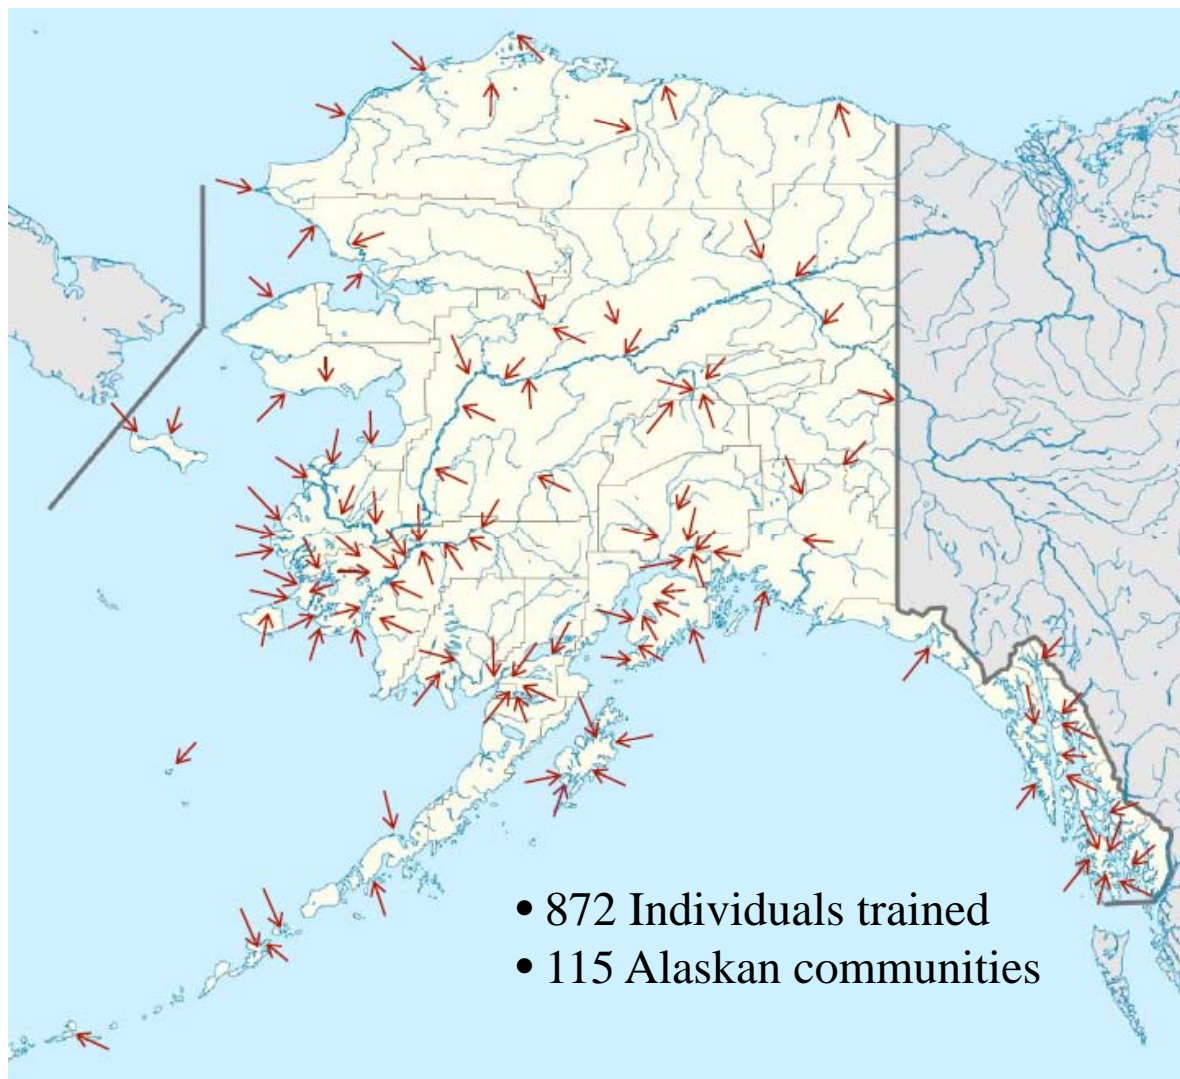 • 872 Individuals trained
• 115 Alaskan communities